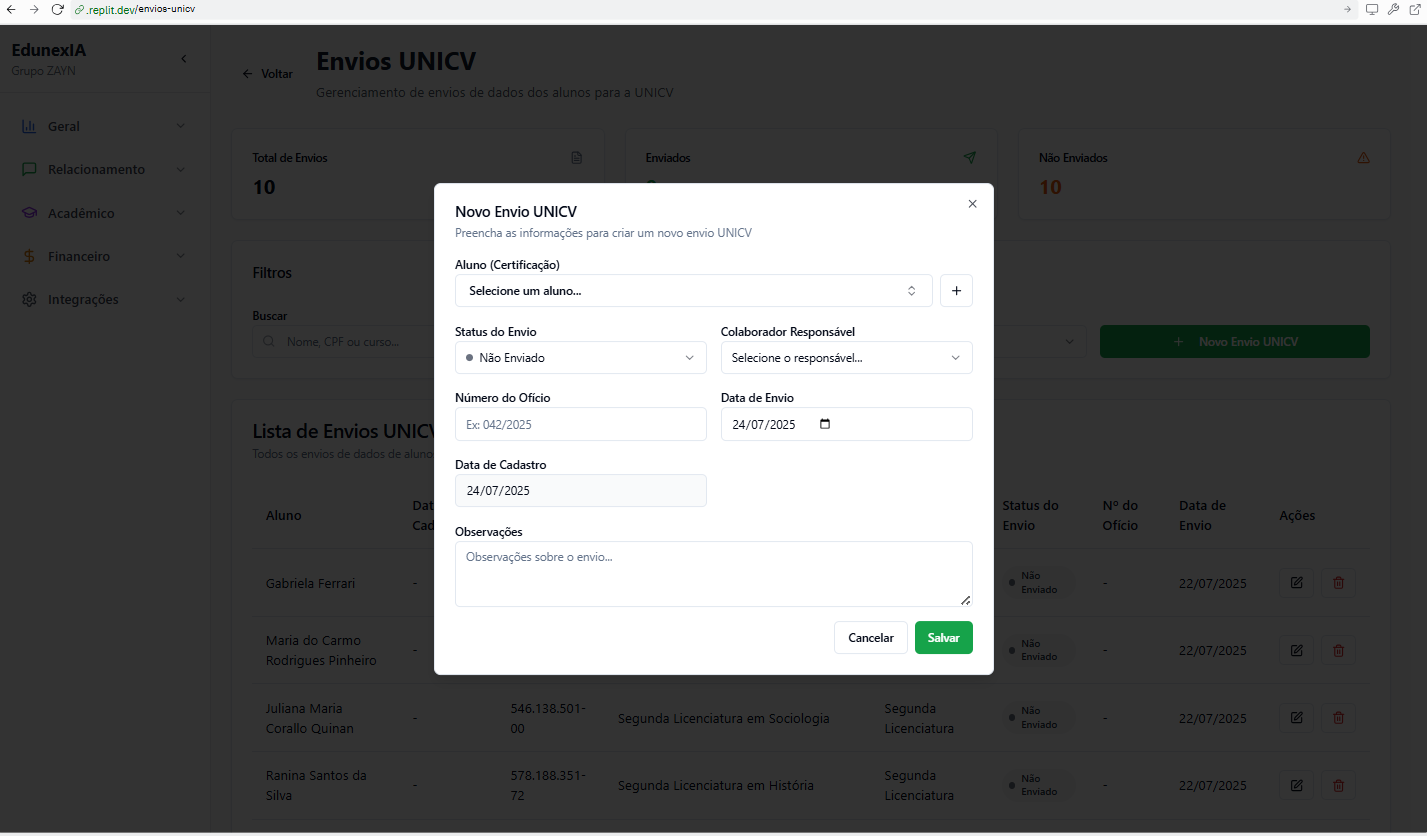 .replit.dev/envios-unicv
EdunexIA
Grupo ZAYN
Voltar
Envios UNICV
Gerenciamento de envios de dados dos alunos para a UNICV
Geral
Relacionamento
Acadêmico
Financeiro
Integrações
Total de Envios
10
Enviados
Não Enviados
10
Filtros
Buscar
Nome, CPF ou curso...
+ Novo Envio UNICV
Novo Envio UNICV
Preencha as informações para criar um novo envio UNICV
Aluno (Certificação)
Selecione um aluno...
+
Status do Envio
Não Enviado
Colaborador Responsável
Selecione o responsável...
Número do Ofício
Ex: 042/2025
Data de Envio
24/07/2025
Data de Cadastro
24/07/2025
Observações
Observações sobre o envio...
Cancelar
Salvar
Lista de Envios UNICV
Todos os envios de dados de aluno
Aluno
Dat
Cad
Status do
Envio
Nº do
Ofício
Data de
Envio
Ações
Gabriela Ferrari
-
Não
Enviado
-
22/07/2025
Maria do Carmo
Rodrigues Pinheiro
-
Não
Enviado
-
22/07/2025
Juliana Maria
Corallo Quinan
-
546.138.501-
00
Segunda Licenciatura em Sociologia
Segunda
Licenciatura
Não
Enviado
-
22/07/2025
Ranina Santos da
Silva
-
578.188.351-
72
Segunda Licenciatura em História
Segunda
Licenciatura
Não
Enviado
-
22/07/2025